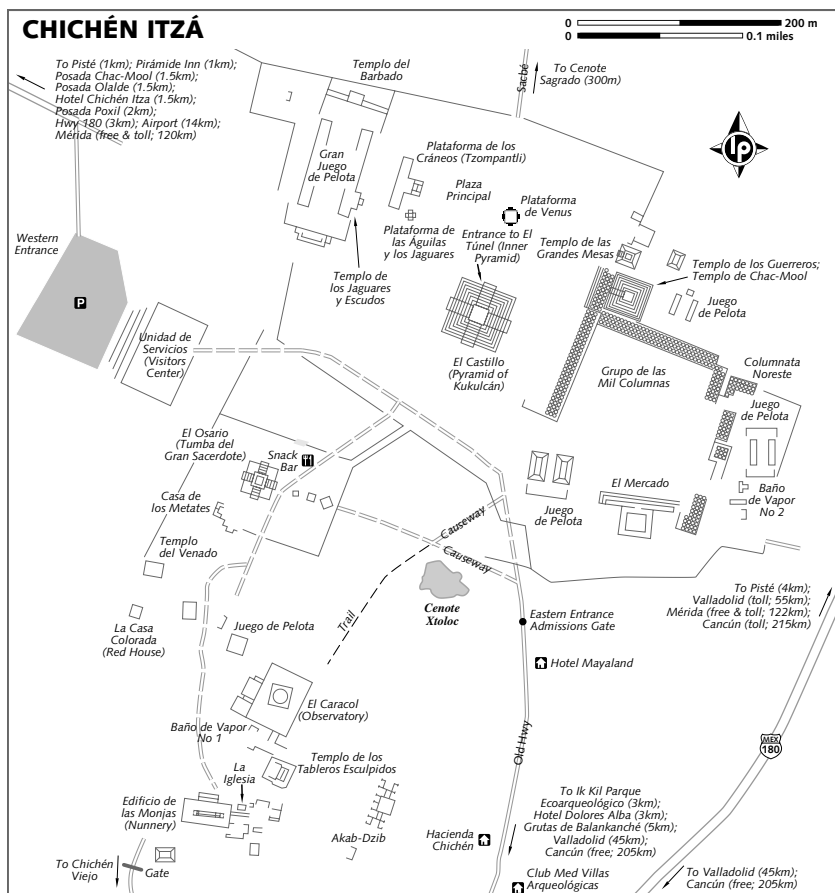 CHICHÉN ITZÁ
0 200 m
0 0.1 miles
To Pisté (1km); Pirámide Inn (1km);
Posada Chac-Mool (1.5km);
Posada Olalde (1.5km);
Hotel Chichén Itza (1.5km);
Posada Poxil (2km);
Hwy 180 (3km); Airport (14km);
Mérida (free & toll; 120km)
Templo del
Barbado
Sacbé
To Cenote
Sagrado (300m)
lp
Gran
Juego
de Pelota
Plataforma de los
Cráneos (Tzompantli)
Plaza
Principal
Plataforma
de Venus
Western
Entrance
Plataforma de
las Águilas
y los Jaguares
Entrance to El
Túnel (Inner
Pyramid)
Templo de las
Grandes Mesas
Templo de los Guerreros;
Templo de Chac-Mool
Templo de
los Jaguares
y Escudos
Juego
de Pelota
P
Unidad de
Servicios
(Visitors
Center)
El Castillo
(Pyramid of
Kukulcán)
Grupo de las
Mil Columnas
Columnata
Noreste
Juego
de Pelota
El Osario
(Tumba del
Gran Sacerdote)
Snack
Bar
El Mercado
Baño
de Vapor
No 2
Casa de
los Metates
Juego
de Pelota
Causeway
Causeway
Templo
del Venado
Cenote
Xtoloc
To Pisté (4km);
Valladolid (toll; 55km);
Mérida (free & toll; 122km);
Cancún (toll; 215km)
Eastern Entrance
Admissions Gate
Trail
La Casa
Colorada
(Red House)
Juego de Pelota
Hotel Mayaland
El Caracol
(Observatory)
Baño de Vapor
No 1
Old Hwy
MEX
180
Templo de los
Tableros Esculpidos
La
Iglesia
Edificio de
las Monjas
(Nunnery)
Akab-Dzib
To Ik Kil Parque
Ecoarqueológico (3km);
Hotel Dolores Alba (3km);
Grutas de Balankanché (5km);
Valladolid (45km);
Cancún (free; 205km)
Hacienda
Chichén
To Chichén
Viejo
Gate
Club Med Villas
Arqueológicas
To Valladolid (45km);
Cancún (free; 205km)